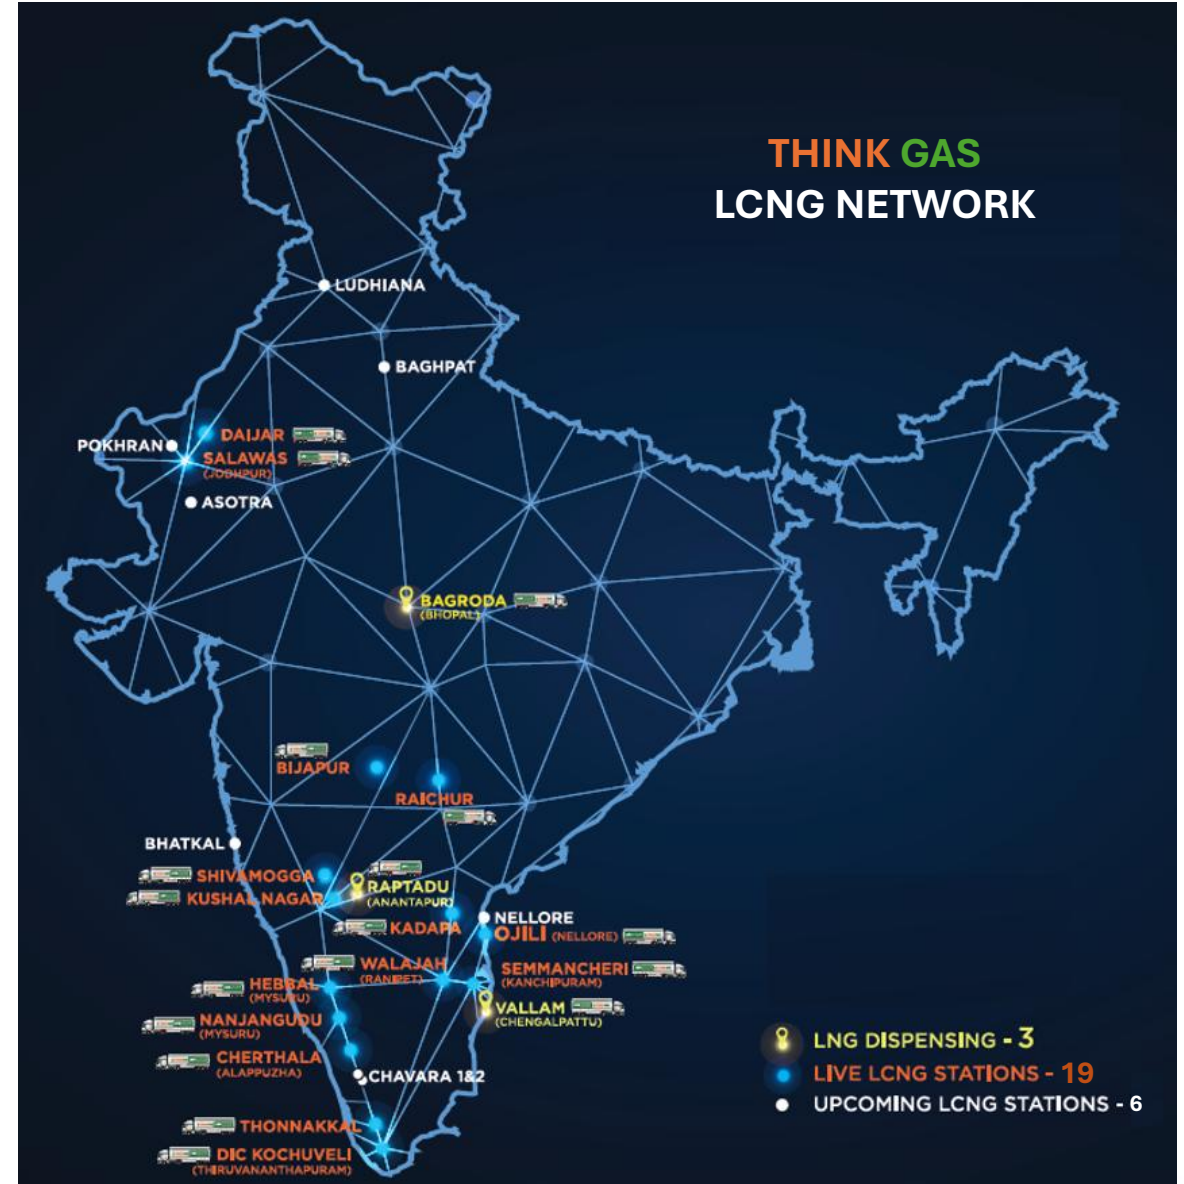 THINK GAS
LCNG NETWORK
LUDHIANA
BAGHPAT
POKHRAN
DAIJAR
SALAWAS
(JODHPUR)
ASOTRA
BAGRODA
(BHOPAL)
BIJAPUR
RAICHUR
BHATKAL
SHIVAMOGGA
KUSHAL NAGAR
RAPTADU
(ANANTAPUR)
KADAPA
NELLORE
OJILI (NELLORE)
WALAJAH
(RANIPET)
SEMMANCHERI
(KANCHIPURAM)
HEBBAL
(MYSURU)
VALLAM
(CHENGALPATTU)
NANJANGUDU
(MYSURU)
CHERTHALA
(ALAPPUZHA)
CHAVARA 1&2
THONNAKKAL
DIC KOCHUVELI
(THIRUVANANTHAPURAM)
LNG DISPENSING - 3
LIVE LCNG STATIONS - 19
UPCOMING LCNG STATIONS - 6